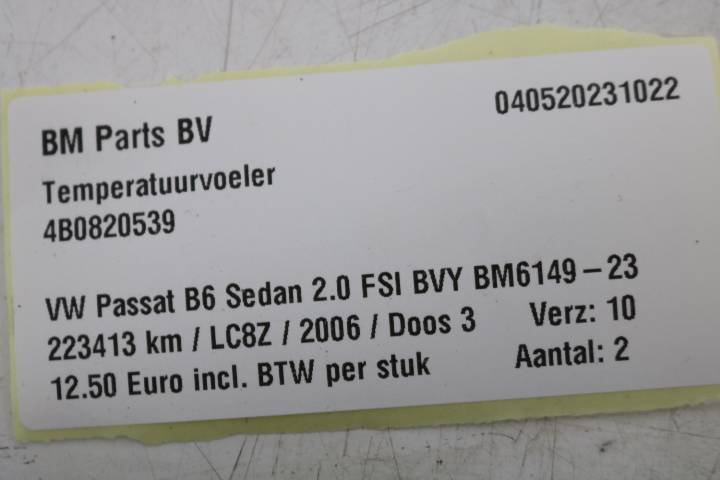 BM Parts BV 040520231022
Temperatuurvoeler
4B0820539
VW Passat B6 Sedan 2.0 FSI BVY BM6149-23
223413 km / LC8Z / 2006 / Doos 3 Verz: 10
12.50 Euro incl. BTW per stuk Aantal: 2